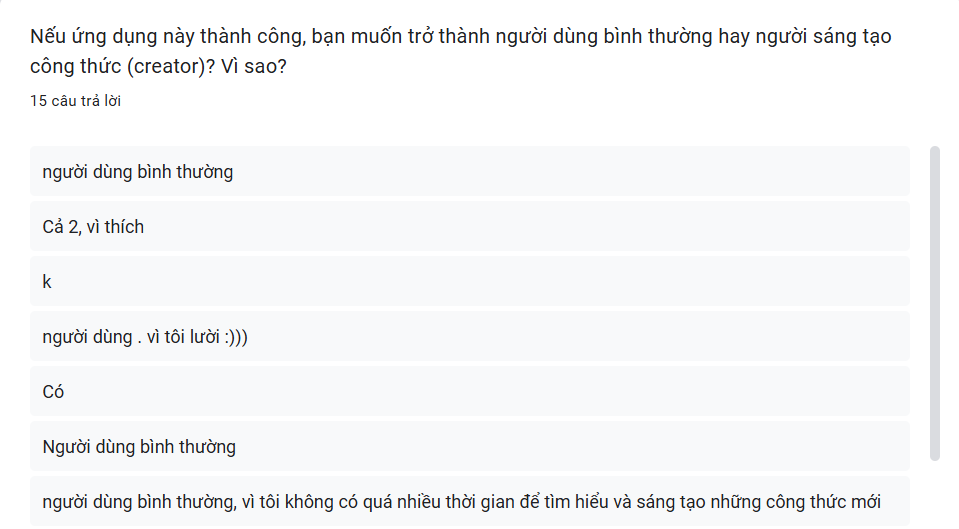 Nếu ứng dụng này thành công, bạn muốn trở thành người dùng bình thường hay người sáng tạo
công thức (creator)? Vì sao?
15 câu trả lời
người dùng bình thường
Cả 2, vì thích
k
người dùng . vì tôi lười :)))
Có
Người dùng bình thường
người dùng bình thường, vì tôi không có quá nhiều thời gian để tìm hiểu và sáng tạo những công thức mới